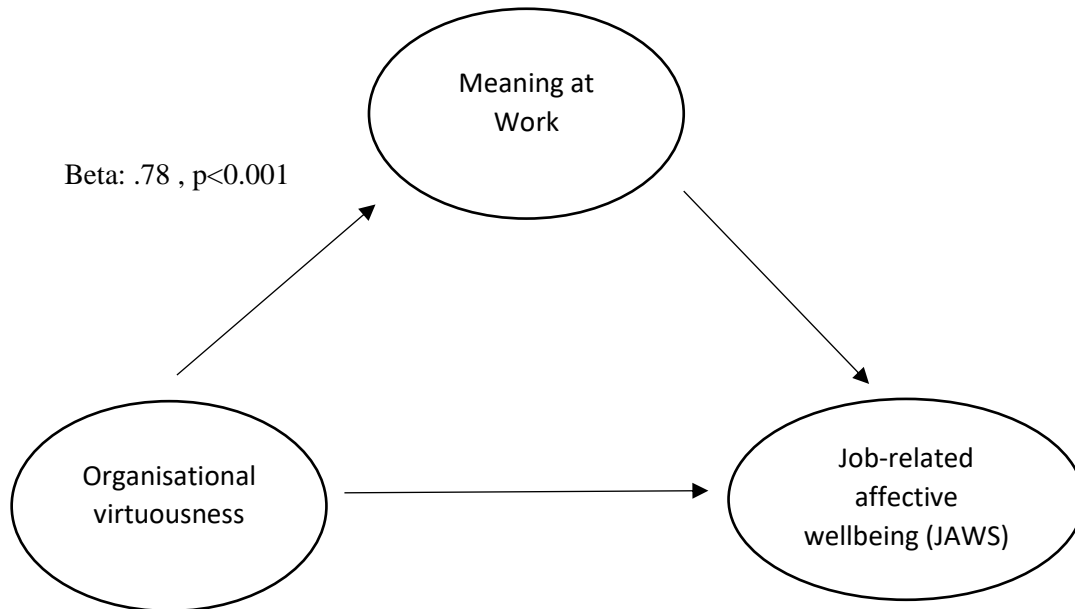 Meaning at
Work
Beta: .78 , p<0.001
Organisational
virtuousness
Job-related
affective
wellbeing (JAWS)